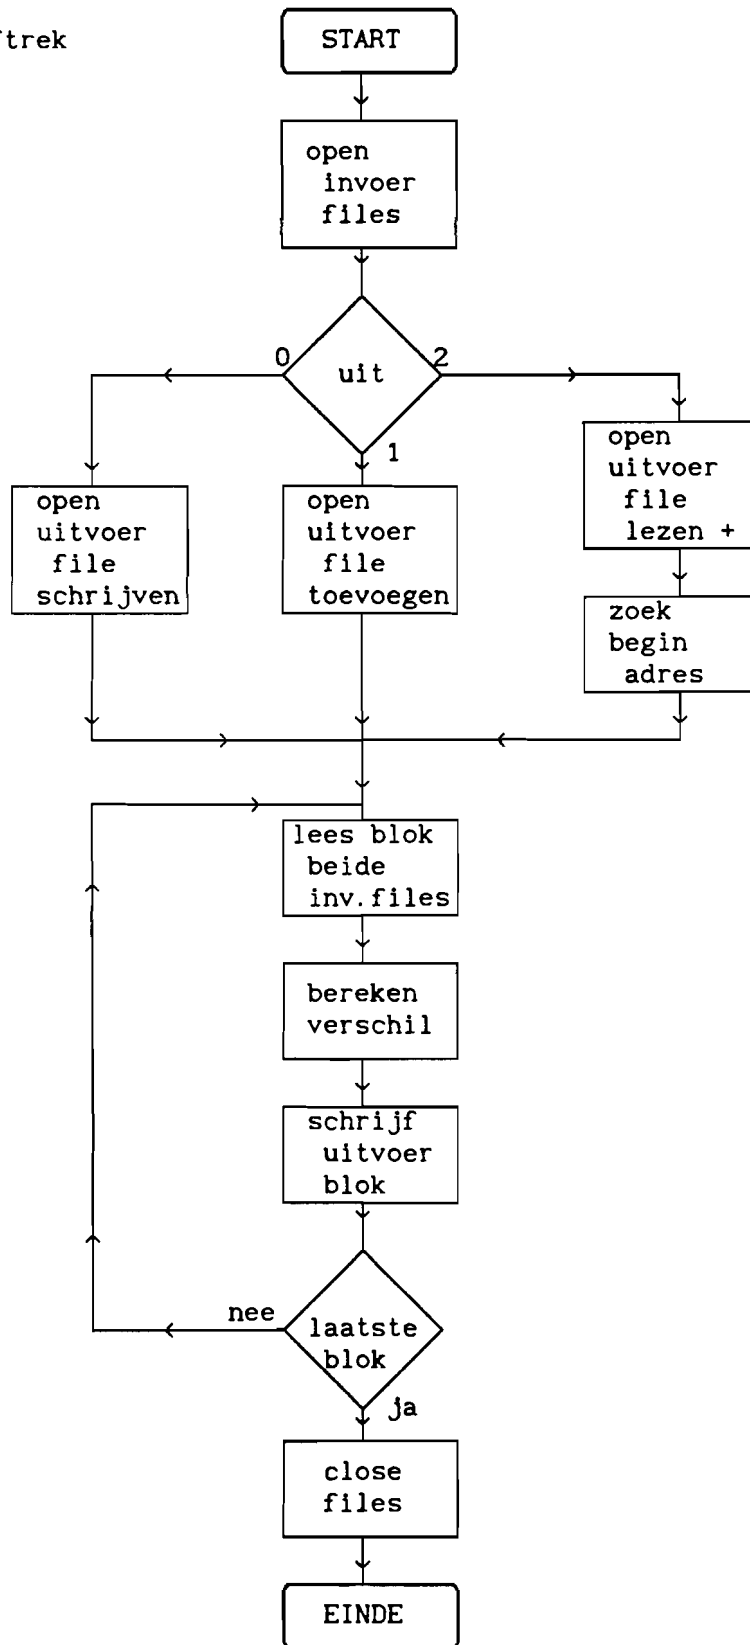 START
open
invoer
files
0
uit
2
1
open
uitvoer
file
schrijven
open
uitvoer
file
toevoegen
open
uitvoer
file
lezen +
zoek
begin
adres
lees blok
beide
inv.files
bereken
verschil
schrijf
uitvoer
blok
nee
laatste
blok
ja
close
files
EINDE